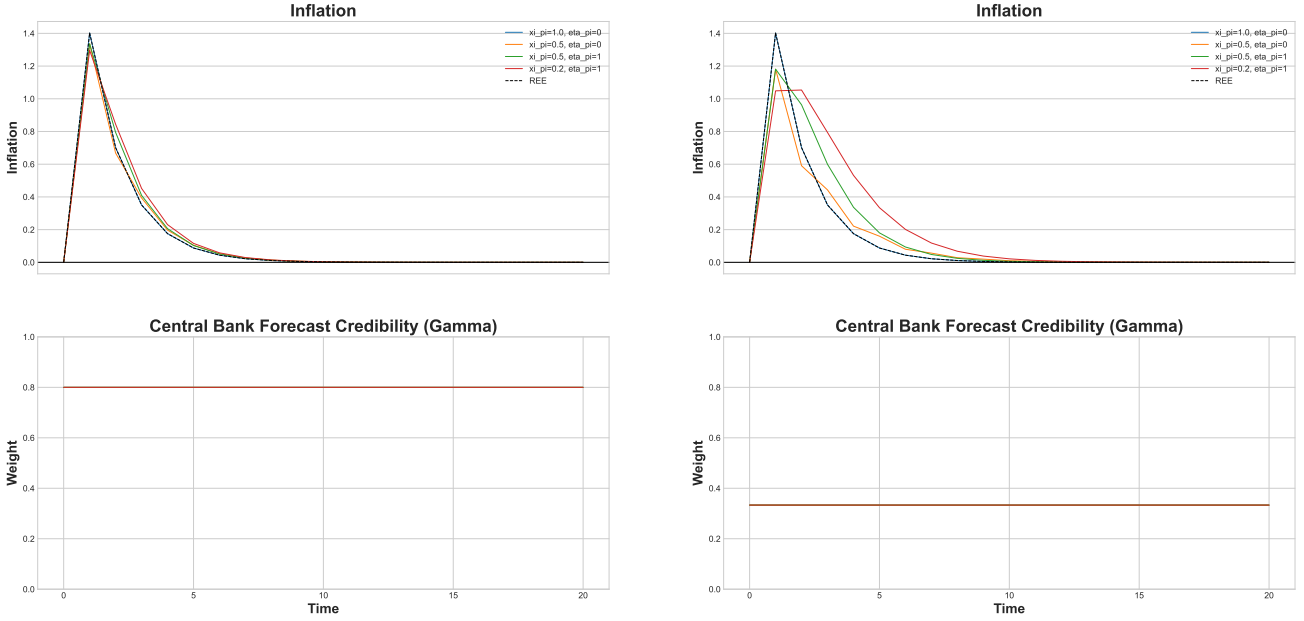 Inflation
Inflation
1.4
1.2
1.0
0.8
0.6
0.4
0.2
0.0
xi_pi=1.0, eta_pi=0
xi_pi=0.5, eta_pi=0
xi_pi=0.5, eta_pi=1
xi_pi=0.2, eta_pi=1
REE
Inflation
Inflation
1.4
1.2
1.0
0.8
0.6
0.4
0.2
0.0
xi_pi=1.0, eta_pi=0
xi_pi=0.5, eta_pi=0
xi_pi=0.5, eta_pi=1
xi_pi=0.2, eta_pi=1
REE
Central Bank Forecast Credibility (Gamma)
Weight
1.0
0.8
0.6
0.4
0.2
0.0
0 5 10 15 20
Time
Central Bank Forecast Credibility (Gamma)
Weight
1.0
0.8
0.6
0.4
0.2
0.0
0 5 10 15 20
Time